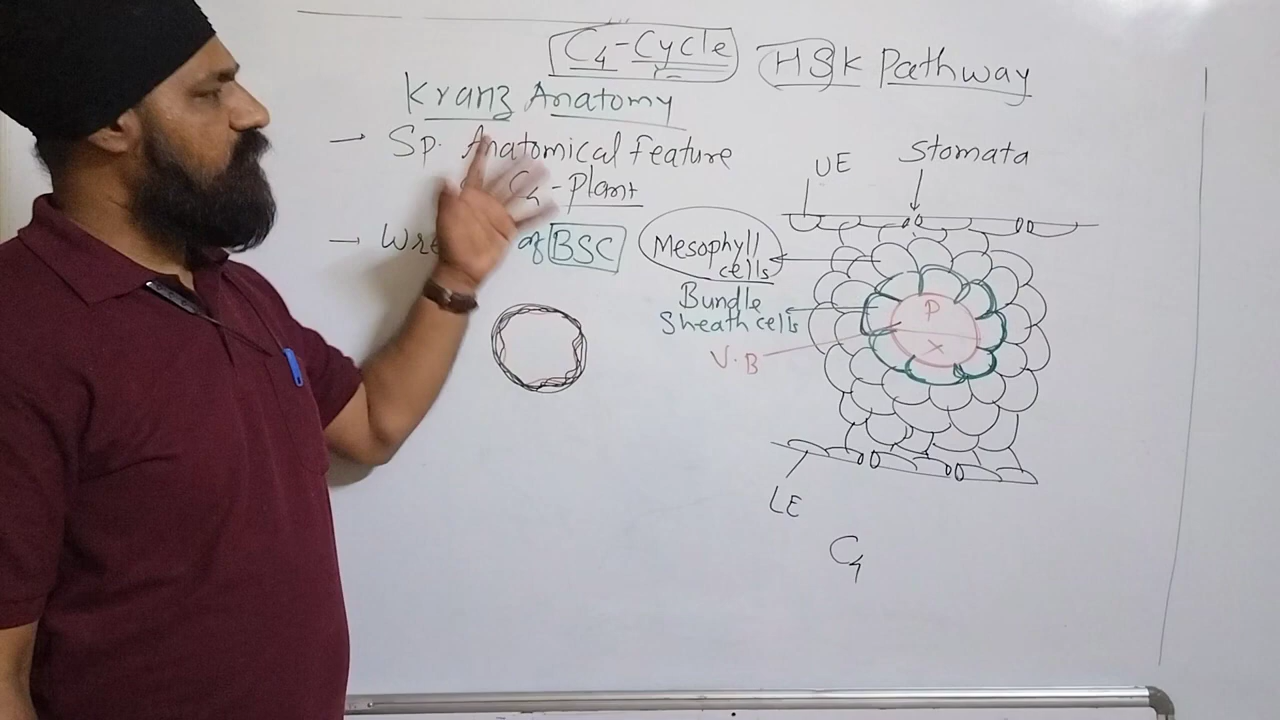 C4-Cycle HSK Pathway
Kranz Anatomy
→ Sp. Anatomical feature
C4-Plant
→ of BSC
UE
Stomata
Mesophyll
cells
Bundle
Sheath cells
V.B
P
X
LE
C4